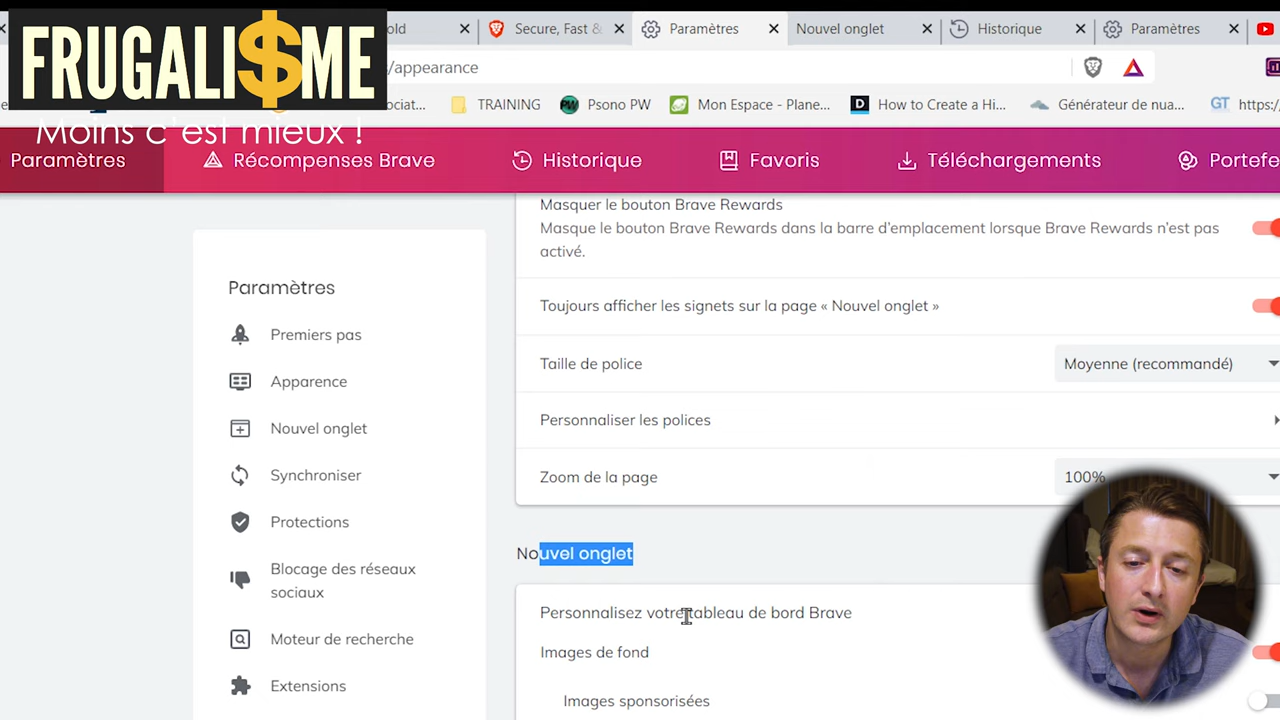 FRUGALI$ME
Moins c'est mieux !
old
Secure, Fast &
Paramètres
Nouvel onglet
Historique
Paramètres
/appearance
TRAINING
Psono PW
Mon Espace - Plane...
How to Create a Hi...
Générateur de nua...
https:/
Paramètres
Récompenses Brave
Historique
Favoris
Téléchargements
Portefe
Masquer le bouton Brave Rewards
Masque le bouton Brave Rewards dans la barre d'emplacement lorsque Brave Rewards n'est pas
activé.
Toujours afficher les signets sur la page « Nouvel onglet »
Taille de police
Moyenne (recommandé)
Personnaliser les polices
Zoom de la page
100%
Paramètres
Premiers pas
Apparence
Nouvel onglet
Synchroniser
Protections
Blocage des réseaux
sociaux
Moteur de recherche
Extensions
Nouvel onglet
Personnalisez votre tableau de bord Brave
Images de fond
Images sponsorisées